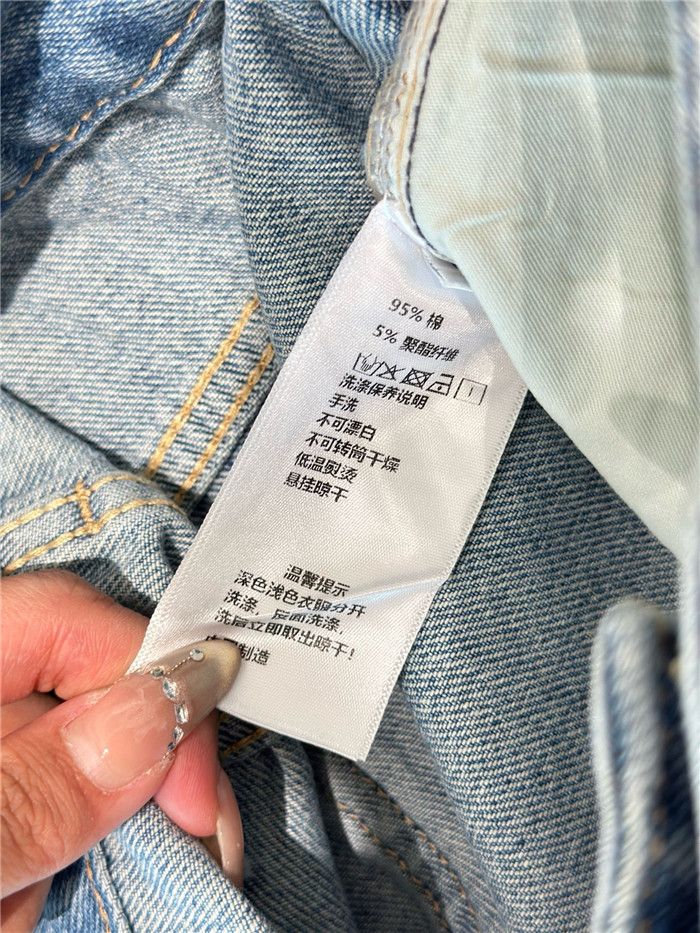 95% 棉
5% 聚酯纤维
洗涤保养说明
手洗
不可漂白
不可转筒干燥
低温熨烫
悬挂晾干
温馨提示
深色浅色衣服分开
洗涤，反面洗涤，
洗后立即取出晾干！
制造